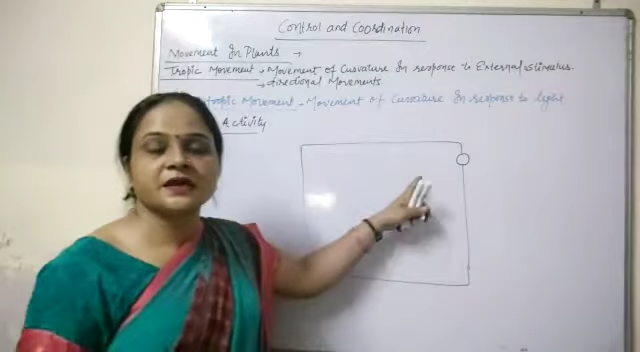 Control and Coordination
Movement In Plants →
Tropic Movement - Movement of Curvature In response to External stimulus.
→ directional Movements.
tropic Movement - Movement of Curvature In response to light
Activity